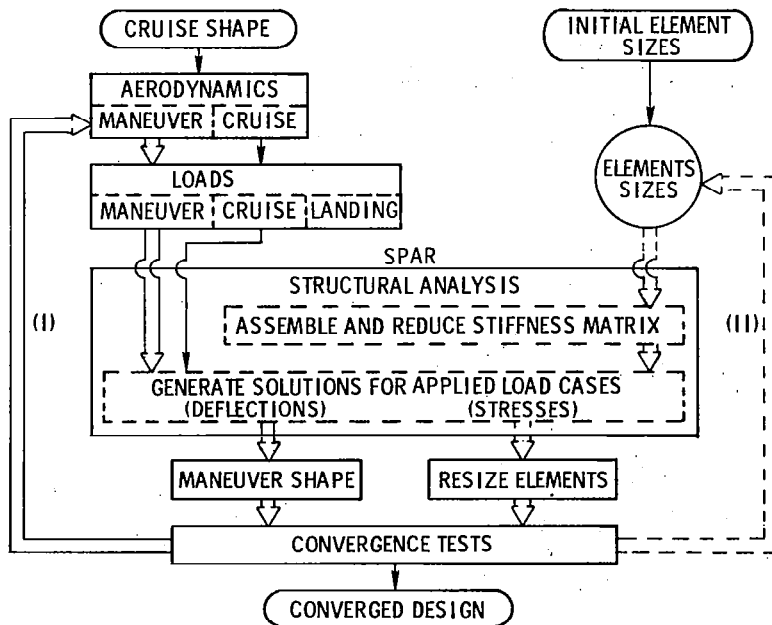 CRUISE SHAPE
INITIAL ELEMENT
SIZES
AERODYNAMICS
MANEUVER CRUISE
LOADS
MANEUVER CRUISE LANDING
ELEMENTS
SIZES
SPAR
STRUCTURAL ANALYSIS
ASSEMBLE AND REDUCE STIFFNESS MATRIX
(I)
(II)
GENERATE SOLUTIONS FOR APPLIED LOAD CASES
(DEFLECTIONS) (STRESSES)
MANEUVER SHAPE
RESIZE ELEMENTS
CONVERGENCE TESTS
CONVERGED DESIGN